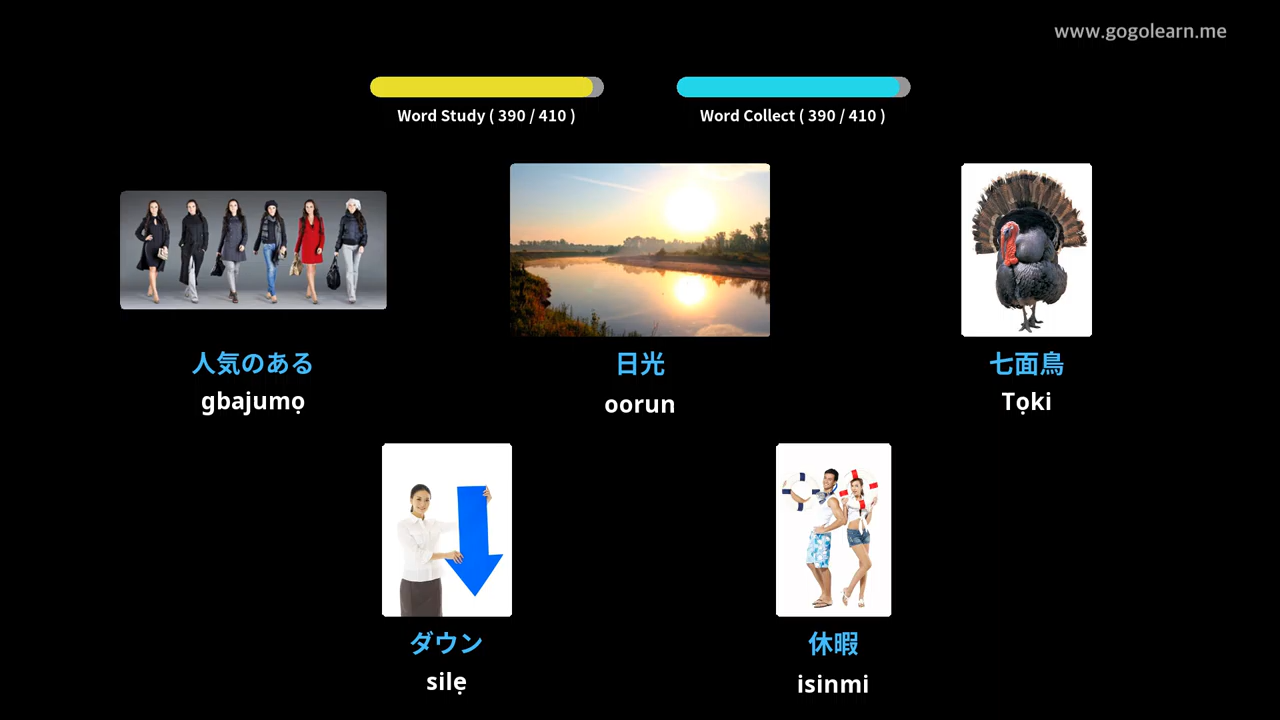 www.gogolearn.me
Word Study ( 390 / 410 )
Word Collect ( 390 / 410 )
人気のある
gbajumọ
日光
oorun
七面鳥
Tọki
ダウン
silẹ
休暇
isinmi